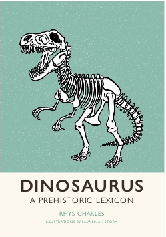 DINOSAURUS
A PREHISTORIC LEXICON
RHYS CHARLES